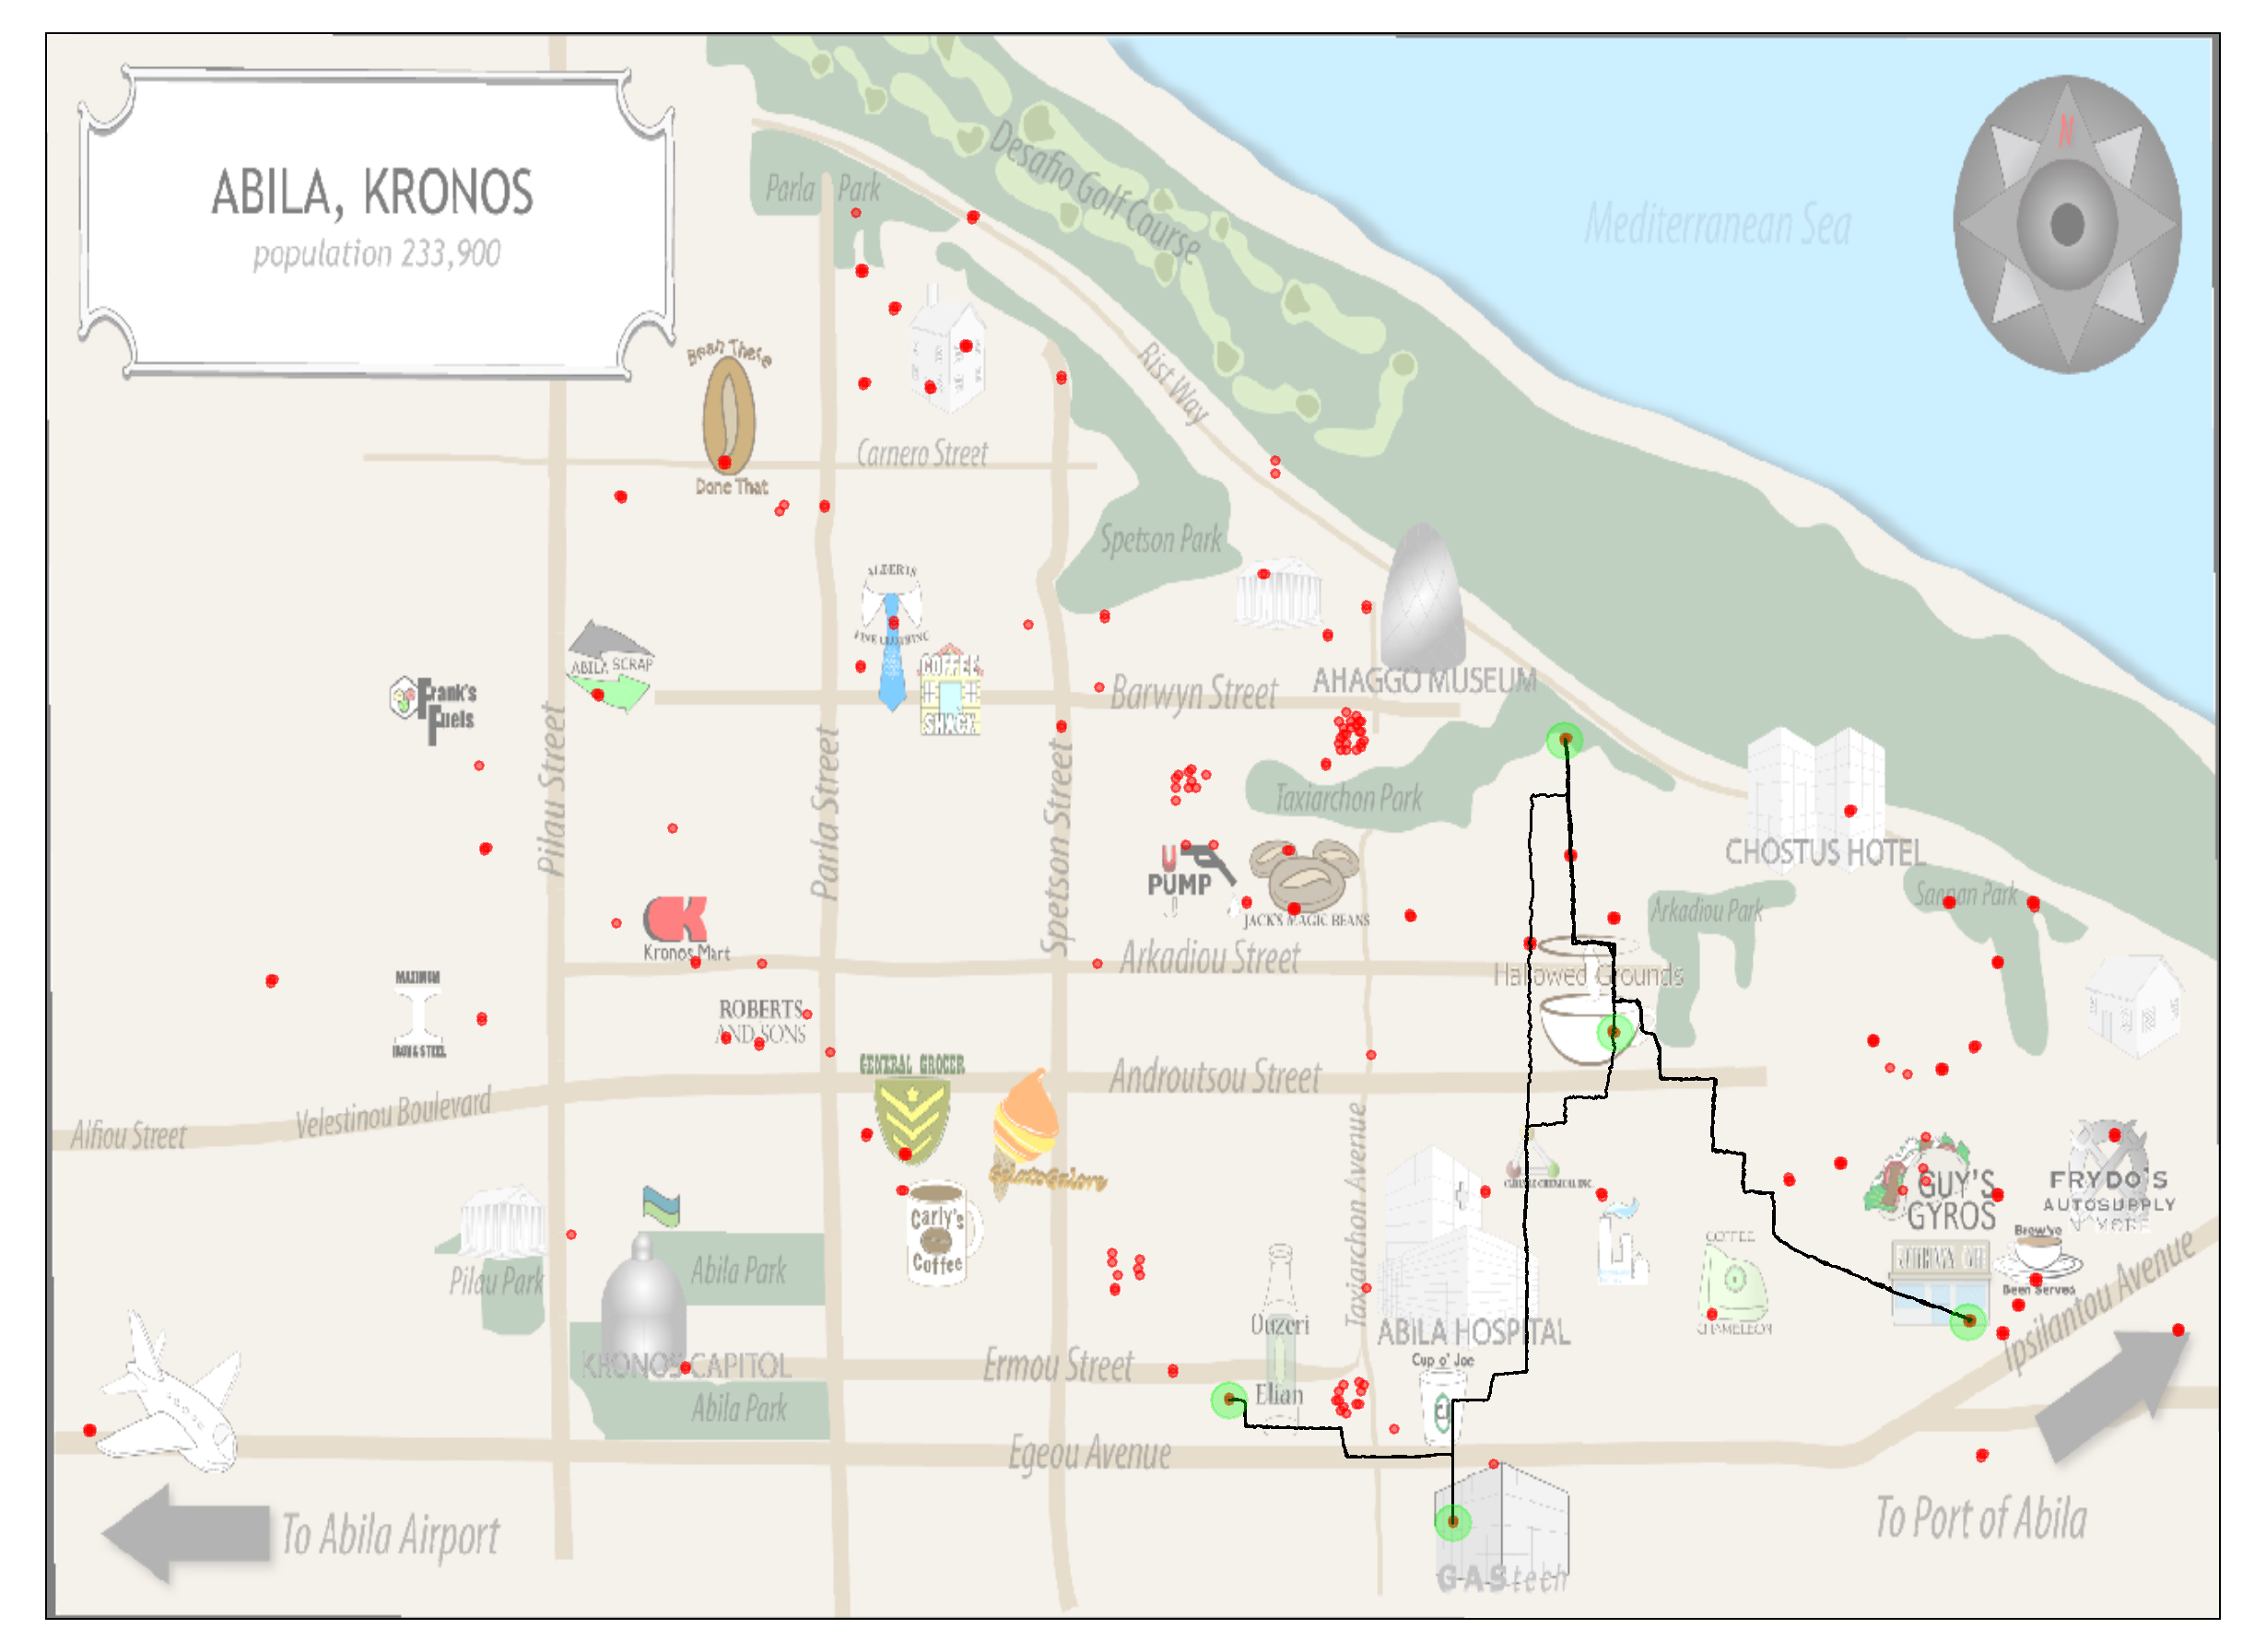 ABILA, KRONOS
population 233,900
N
Parla Park
Desafio Golf Course
Mediterranean Sea
Rist Way
Bean There
Done That
Carnero Street
Spetson Park
ALBERTS
FINE CLOTHING
ABILA SCRAP
Frank's
Fuels
COFFEE
SHACK
Barwyn Street
AHAGGO MUSEUM
Pilau Street
Parla Street
Spetson Street
Taxiarchon Park
U
PUMP
JACK'S MAGIC BEANS
CHOSTUS HOTEL
Arkadiou Park
Sannan Park
Kronos Mart
Arkadiou Street
Hallowed Grounds
MAXIMUM
IRON & STEEL
ROBERTS
AND SONS
GENERAL GROCER
Androutsou Street
Velestinou Boulevard
Alfiou Street
GelatoGalore
Taxiarchon Avenue
GUY'S
GYROS
FRYDO'S
AUTOSUPPLY
N' MORE
Carly's
Coffee
Pilau Park
Abila Park
COFFEE
CHAMELEON
Brew've
Been Served
Ipsilantou Avenue
Ouzeri
Elian
ABILA HOSPITAL
Cup o' Joe
KRONOS CAPITOL
Ermou Street
Abila Park
Egeou Avenue
To Abila Airport
To Port of Abila
GAStech